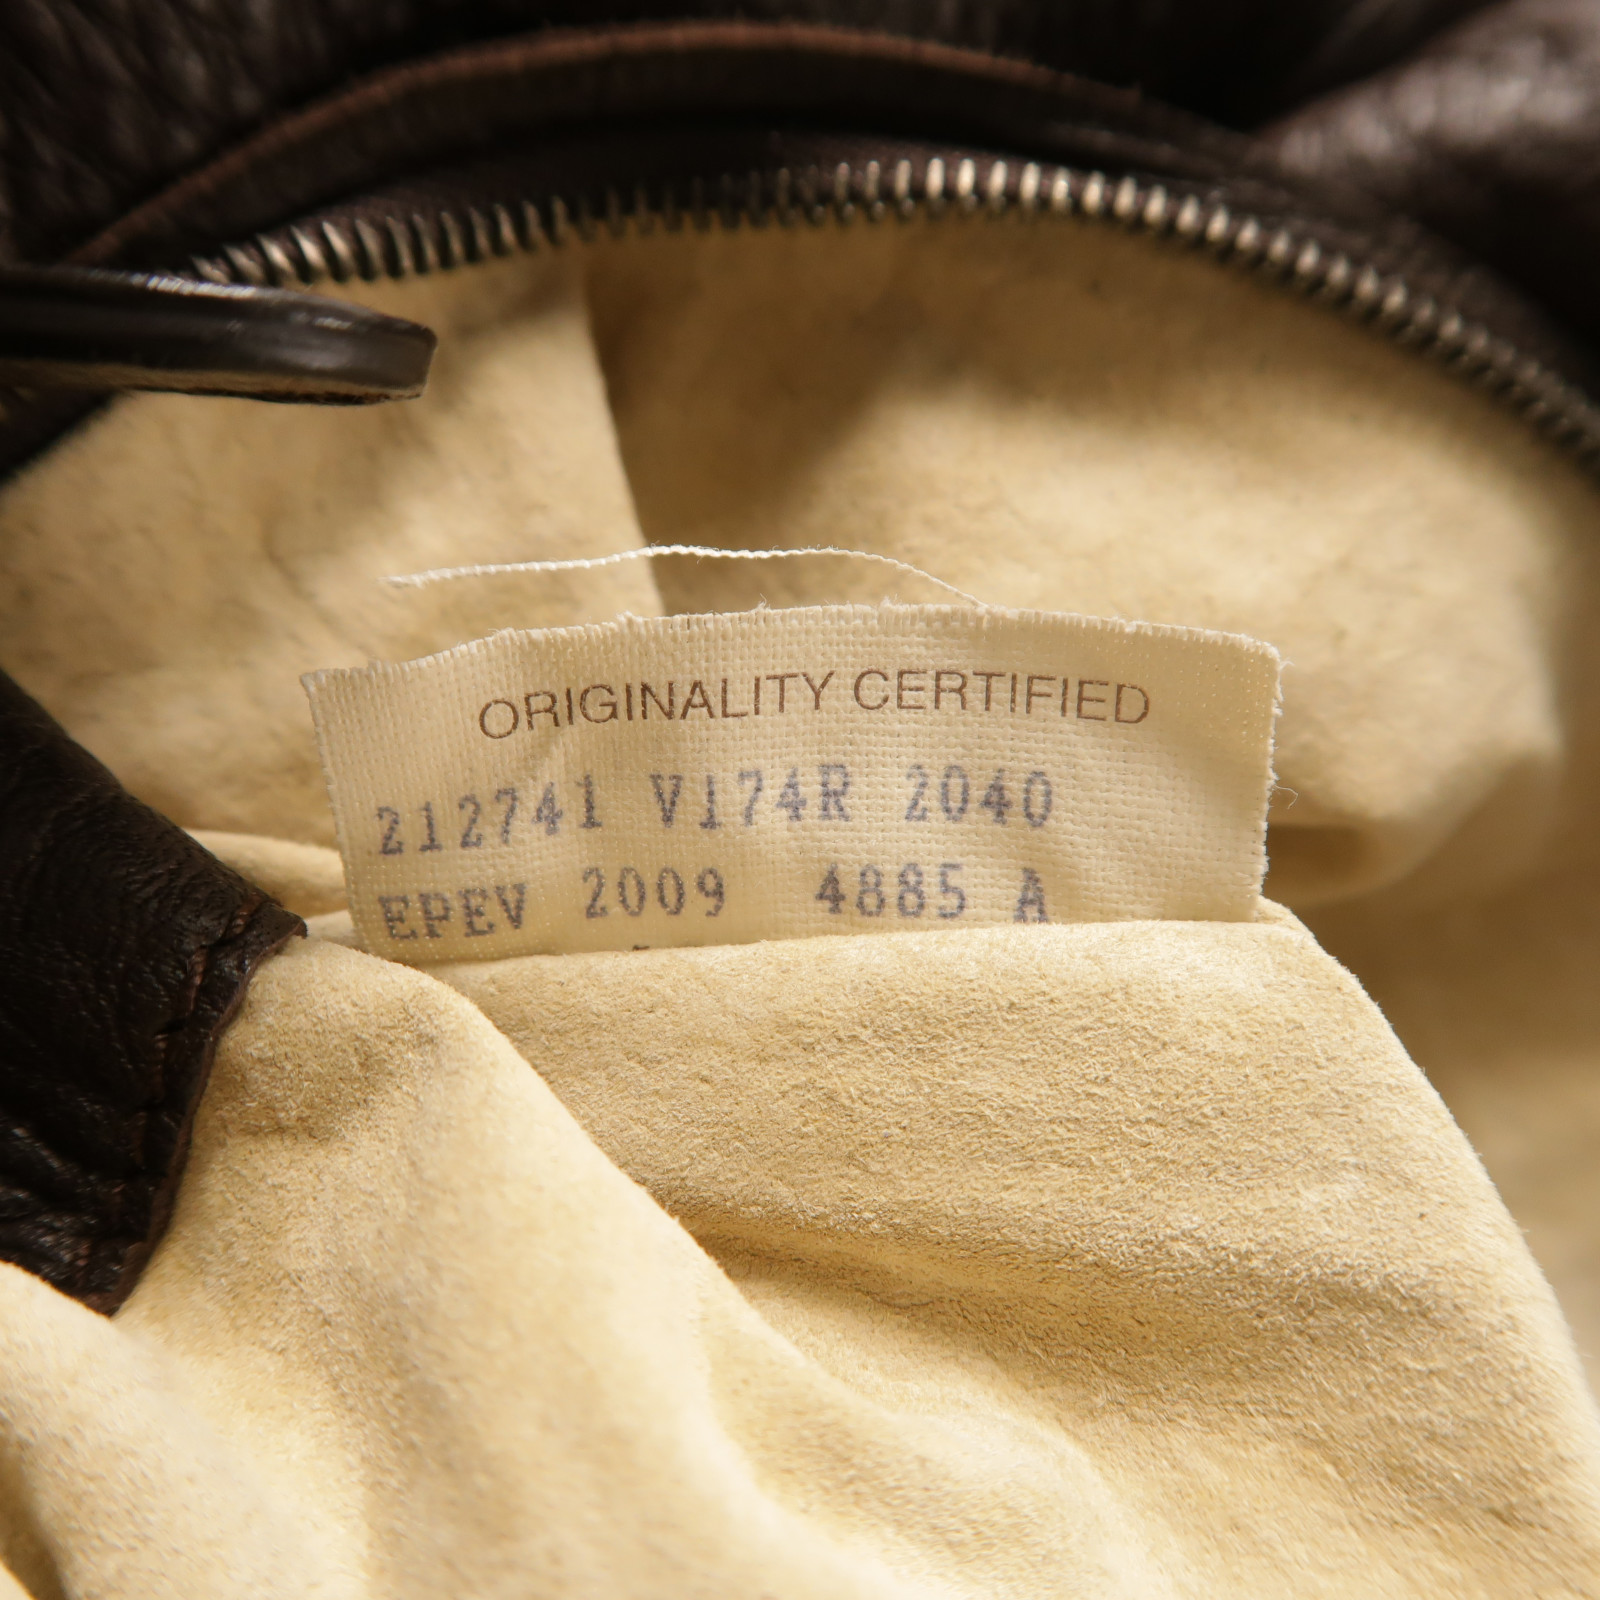 ORIGINALITY CERTIFIED
212741 V174R 2040
EPEV 2009 4885 A